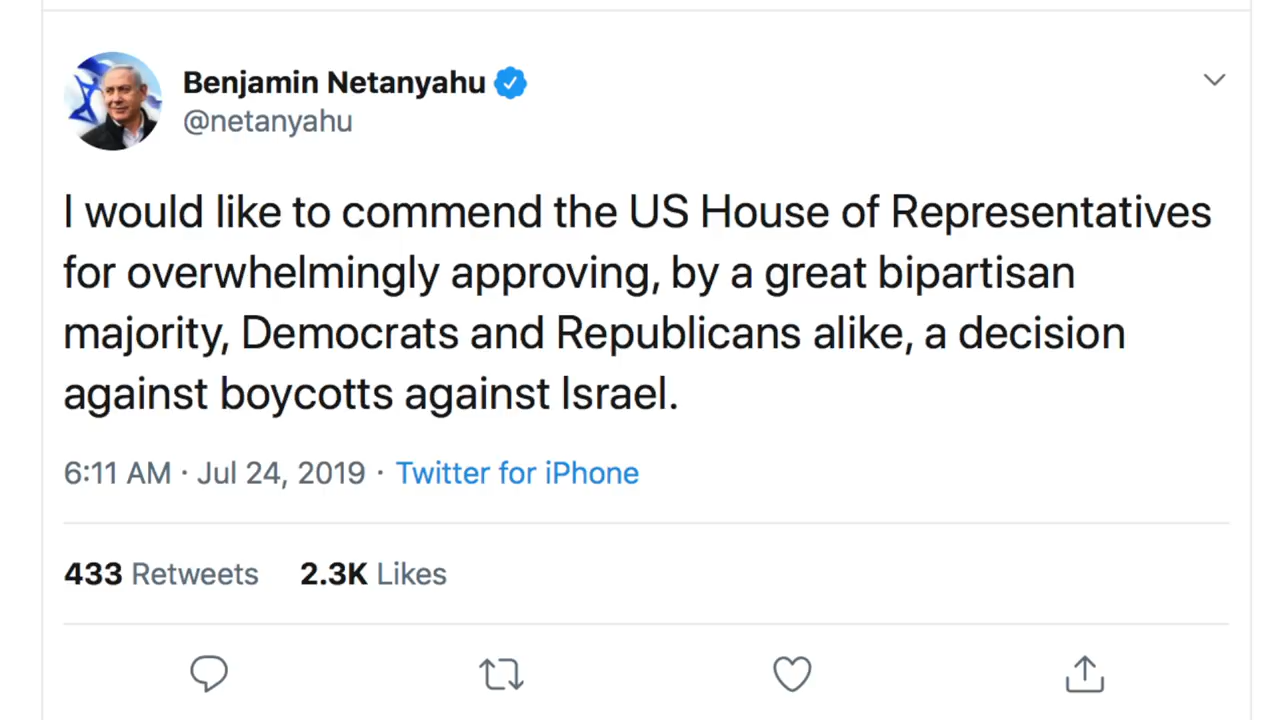 Benjamin Netanyahu
@netanyahu
I would like to commend the US House of Representatives
for overwhelmingly approving, by a great bipartisan
majority, Democrats and Republicans alike, a decision
against boycotts against Israel.
6:11 AM · Jul 24, 2019 · Twitter for iPhone
433 Retweets 2.3K Likes